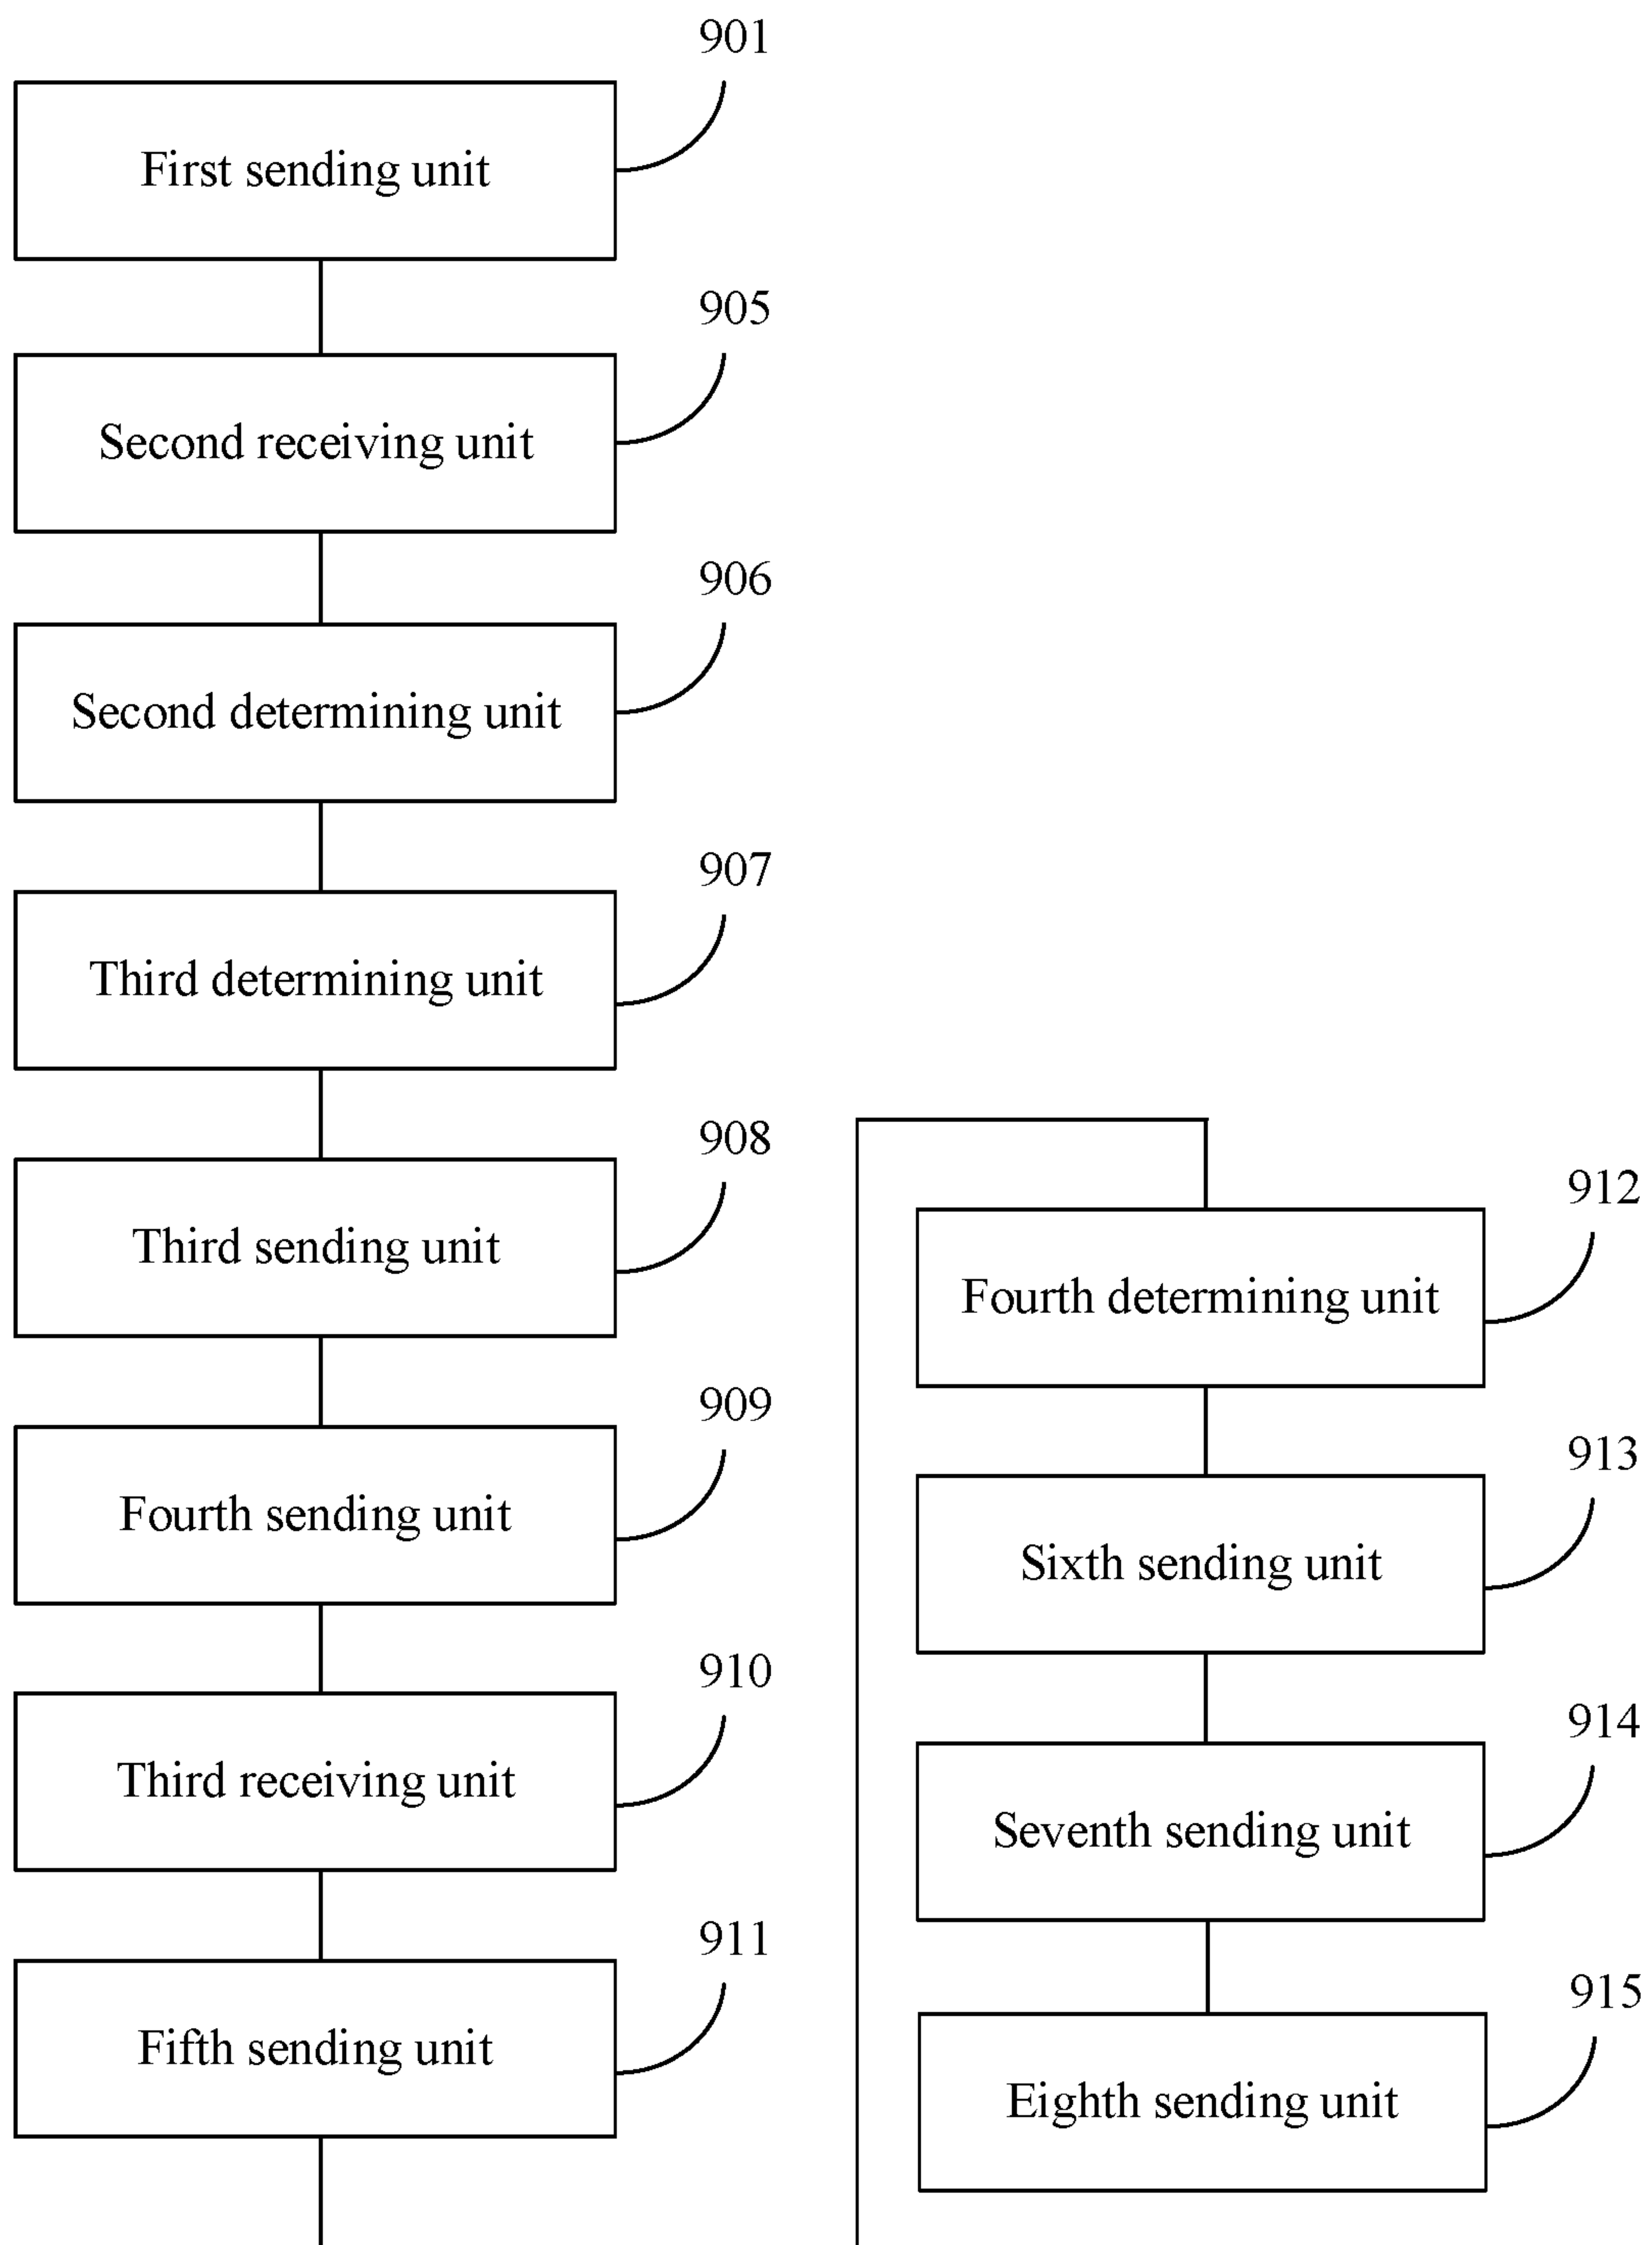 901
First sending unit
905
Second receiving unit
906
Second determining unit
907
Third determining unit
908
Third sending unit
909
Fourth sending unit
910
Third receiving unit
911
Fifth sending unit
912
Fourth determining unit
913
Sixth sending unit
914
Seventh sending unit
915
Eighth sending unit